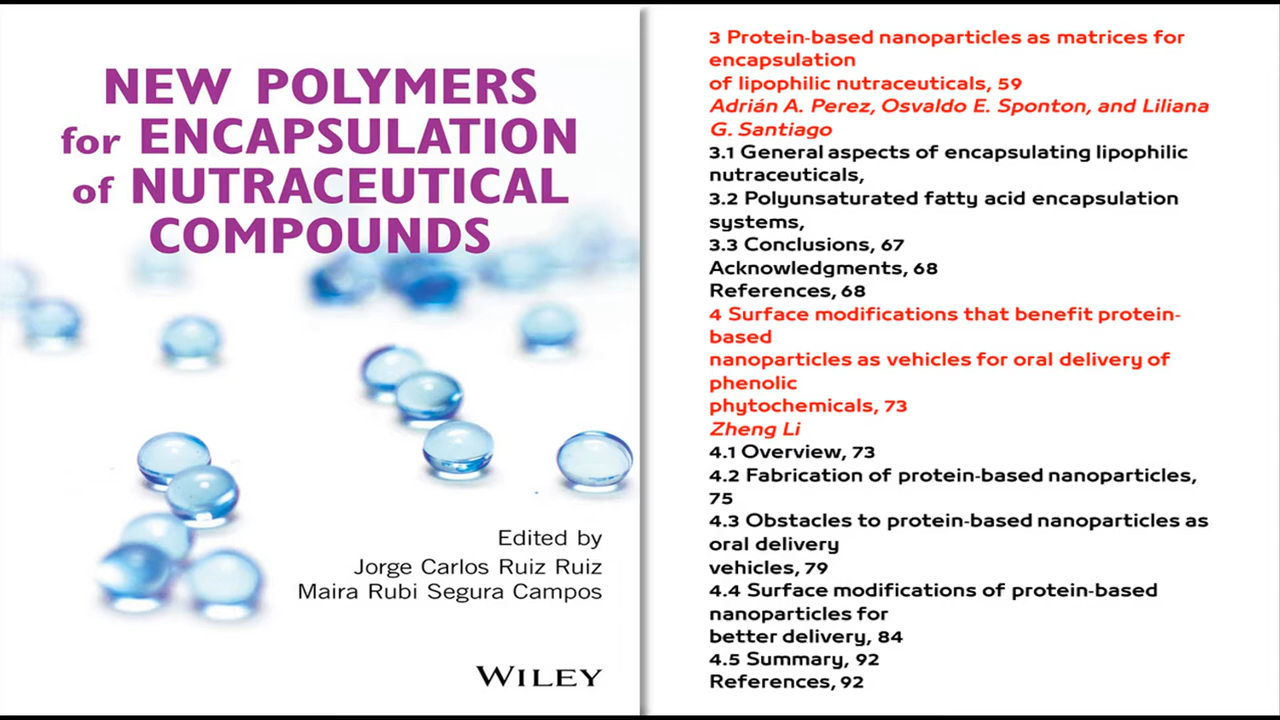 NEW POLYMERS
for ENCAPSULATION
of NUTRACEUTICAL
COMPOUNDS
Edited by
Jorge Carlos Ruiz Ruiz
Maira Rubi Segura Campos
WILEY
3 Protein-based nanoparticles as matrices for
encapsulation
of lipophilic nutraceuticals, 59
Adrián A. Perez, Osvaldo E. Sponton, and Liliana
G. Santiago
3.1 General aspects of encapsulating lipophilic
nutraceuticals,
3.2 Polyunsaturated fatty acid encapsulation
systems,
3.3 Conclusions, 67
Acknowledgments, 68
References, 68
4 Surface modifications that benefit protein-
based
nanoparticles as vehicles for oral delivery of
phenolic
phytochemicals, 73
Zheng Li
4.1 Overview, 73
4.2 Fabrication of protein-based nanoparticles,
75
4.3 Obstacles to protein-based nanoparticles as
oral delivery
vehicles, 79
4.4 Surface modifications of protein-based
nanoparticles for
better delivery, 84
4.5 Summary, 92
References, 92